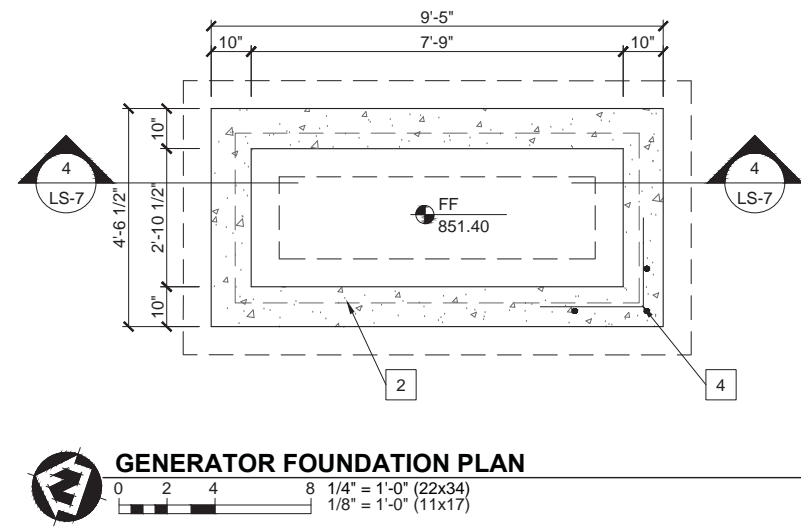 9'-5"
10" 7'-9" 10"
10"
4'-6 1/2"
2'-10 1/2"
10"
4
LS-7
4
LS-7
FF
851.40
2
4
GENERATOR FOUNDATION PLAN
0 2 4 8
1/4" = 1'-0" (22x34)
1/8" = 1'-0" (11x17)